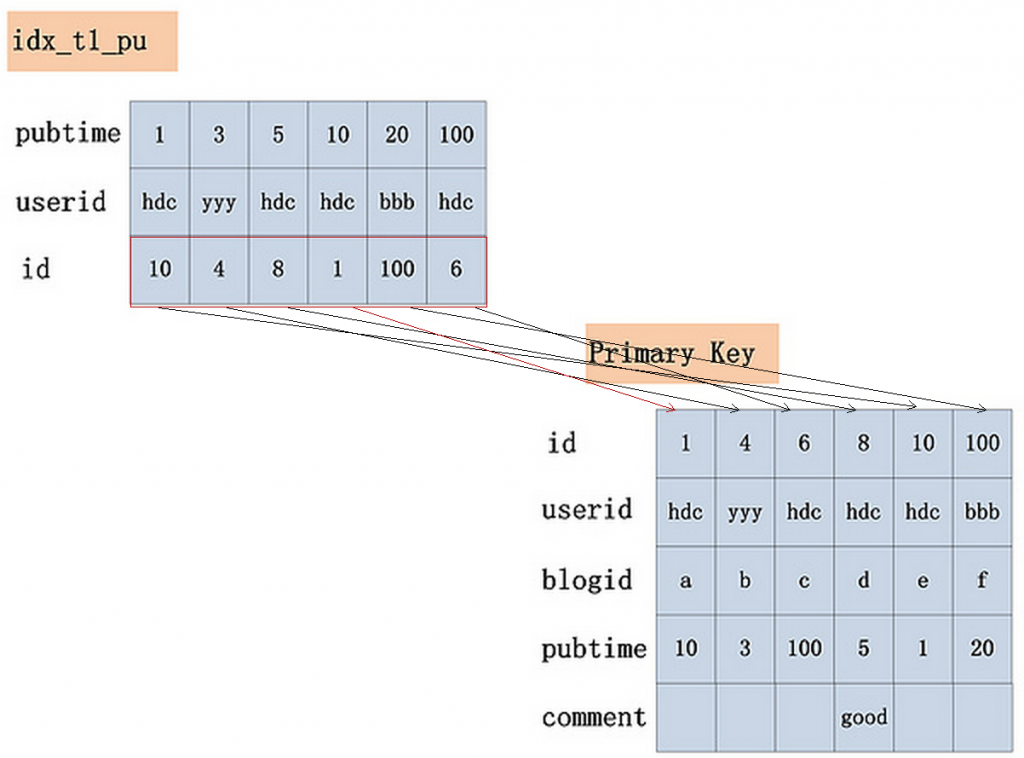 idx_t1_pu
pubtime 1 3 5 10 20 100
userid hdc yyy hdc hdc bbb hdc
id 10 4 8 1 100 6
Primary Key
id 1 4 6 8 10 100
userid hdc yyy hdc hdc hdc bbb
blogid a b c d e f
pubtime 10 3 100 5 1 20
comment good